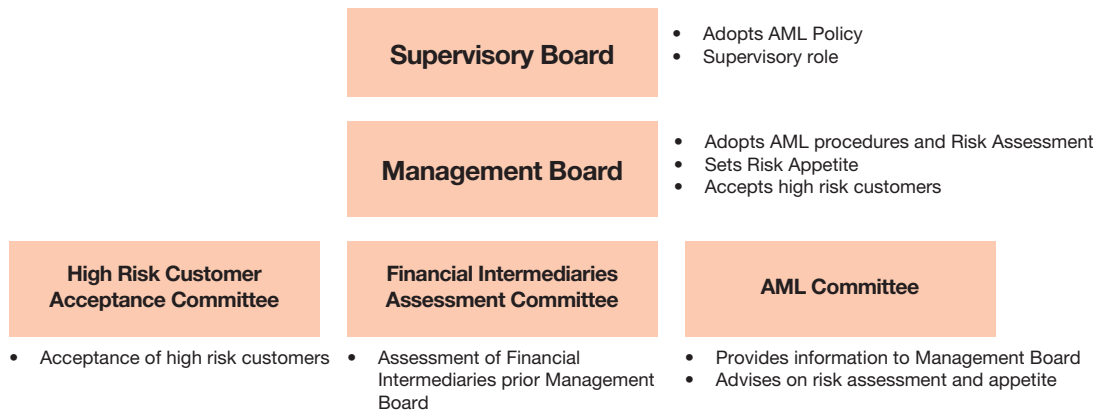 Supervisory Board
• Adopts AML Policy
• Supervisory role
Management Board
• Adopts AML procedures and Risk Assessment
• Sets Risk Appetite
• Accepts high risk customers
High Risk Customer
Acceptance Committee
• Acceptance of high risk customers
Financial Intermediaries
Assessment Committee
• Assessment of Financial
Intermediaries prior Management
Board
AML Committee
• Provides information to Management Board
• Advises on risk assessment and appetite